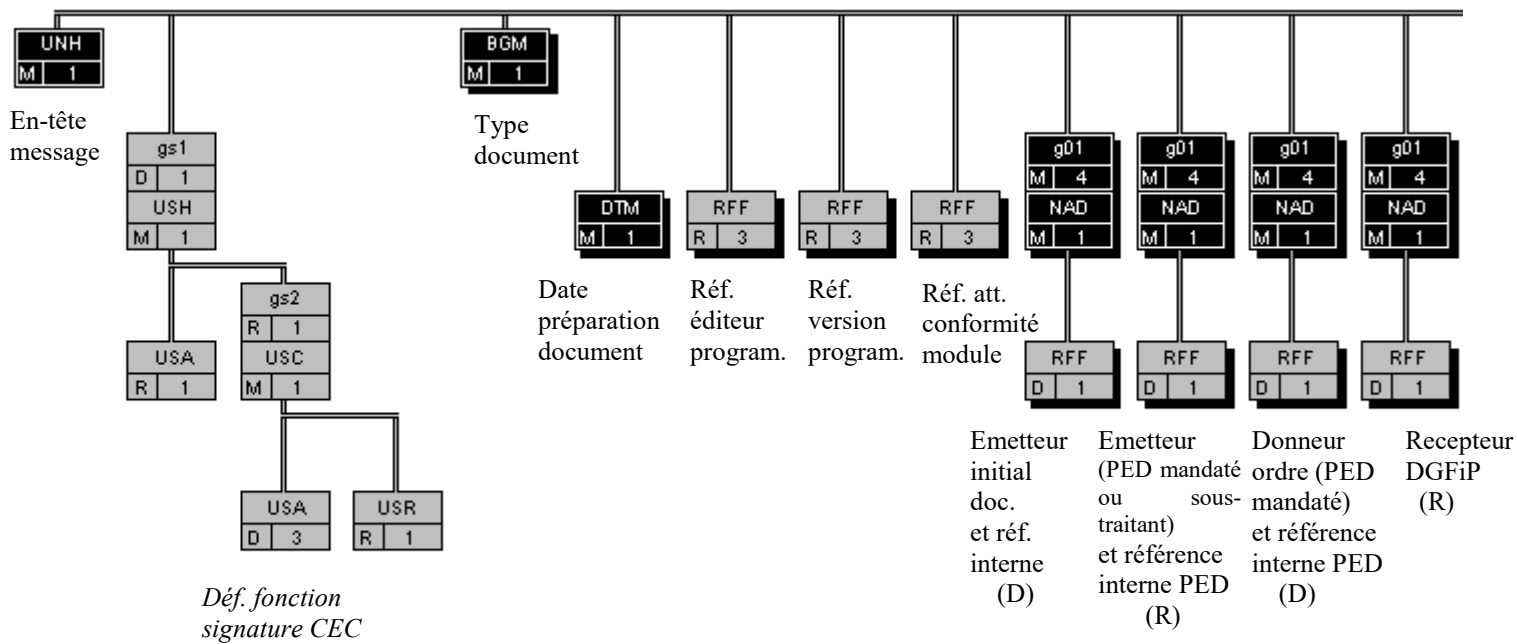 UNH
M 1
En-tête
message
gs1
D 1
USH
M 1
USA
R 1
gs2
R 1
USC
M 1
USA
D 3
USR
R 1
Déf. fonction
signature CEC
BGM
M 1
Type
document
DTM
M 1
Date
préparation
document
RFF
R 3
Réf.
éditeur
program.
RFF
R 3
Réf.
version
program.
RFF
R 3
Réf. att.
conformité
module
g01
M 4
NAD
M 1
RFF
D 1
Emetteur
initial
doc.
et réf.
interne
(D)
g01
M 4
NAD
M 1
RFF
D 1
Emetteur
(PED mandaté
ou sous-
traitant)
et référence
interne PED
(R)
g01
M 4
NAD
M 1
RFF
D 1
Donneur
ordre (PED
mandaté)
et référence
interne PED
(D)
g01
M 4
NAD
M 1
RFF
D 1
Recepteur
DGFiP
(R)